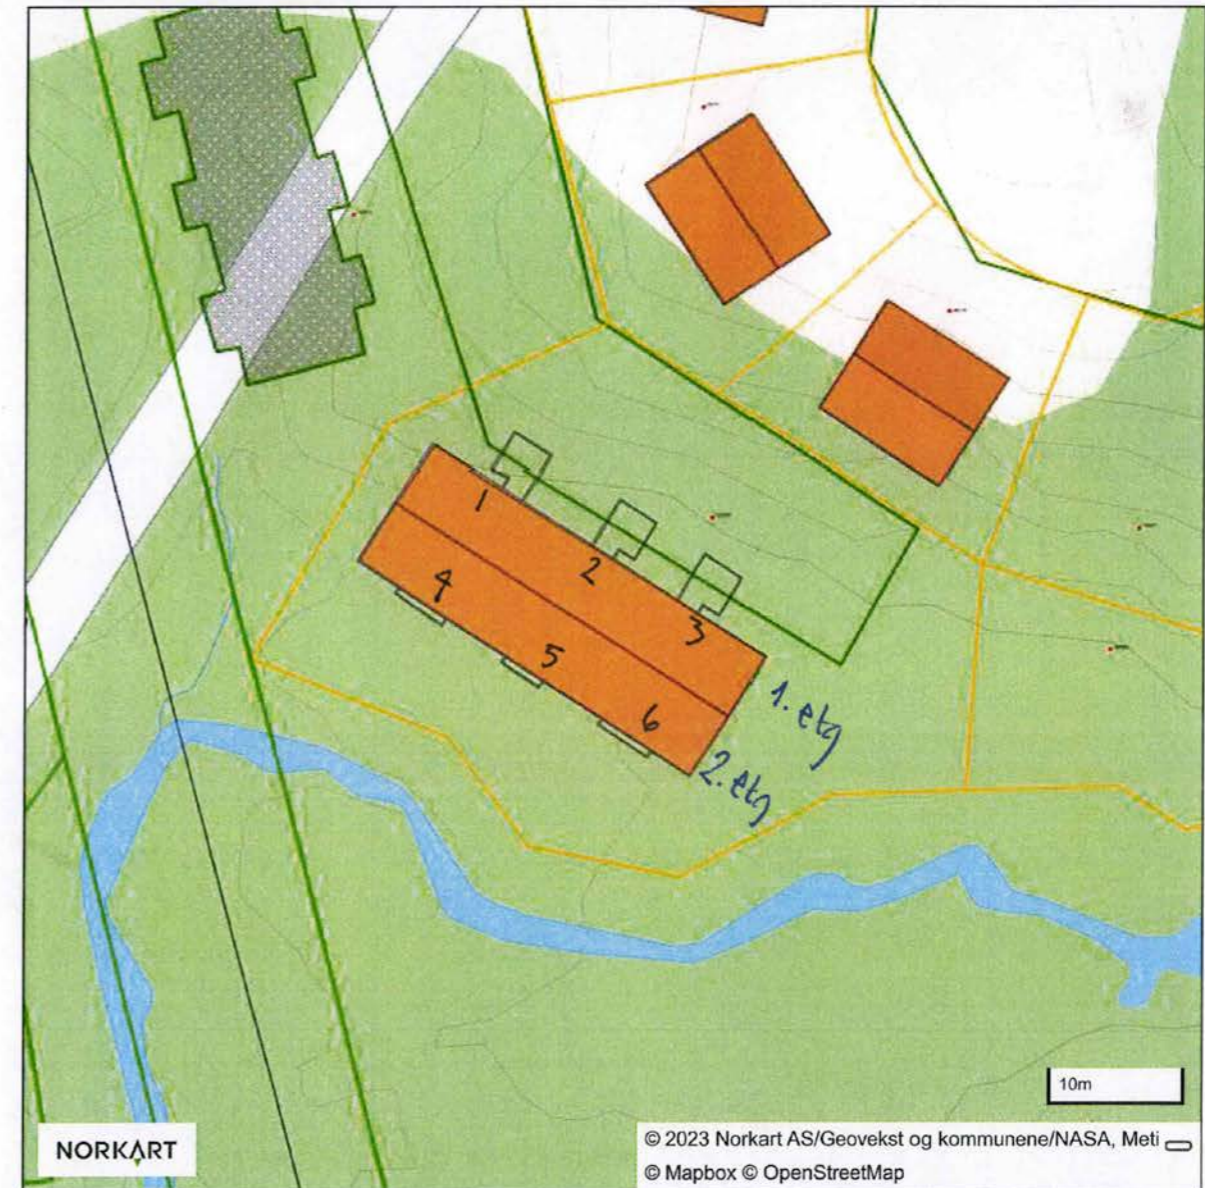 1
2
3
4
5
6
1. etg
2. etg
10m
NORKART
© 2023 Norkart AS/Geovekst og kommunene/NASA, Meti
© Mapbox © OpenStreetMap